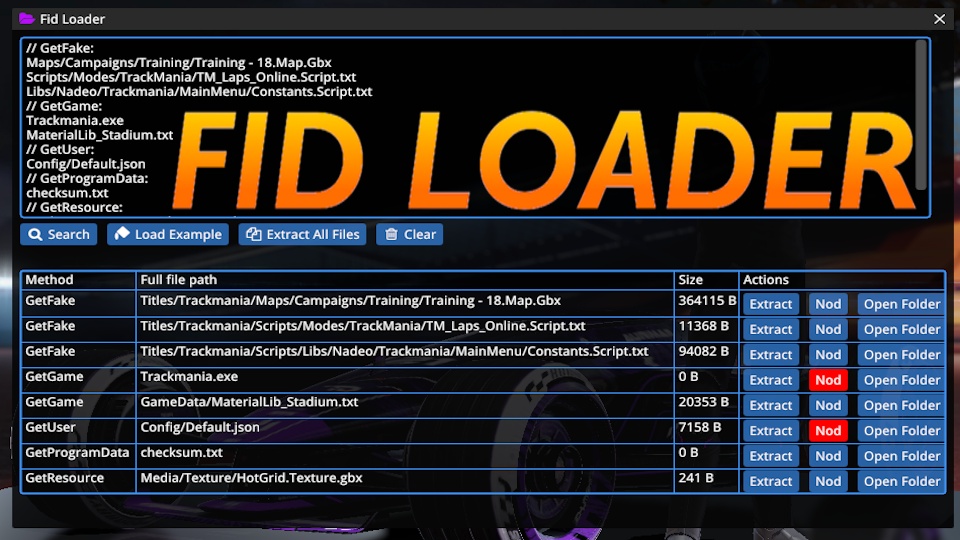 Fid Loader
// GetFake:
Maps/Campaigns/Training/Training - 18.Map.Gbx
Scripts/Modes/TrackMania/TM_Laps_Online.Script.txt
Libs/Nadeo/Trackmania/MainMenu/Constants.Script.txt
// GetGame:
Trackmania.exe
MaterialLib_Stadium.txt
// GetUser:
Config/Default.json
// GetProgramData:
checksum.txt
// GetResource:
FID LOADER
Search Load Example Extract All Files Clear
Method Full file path Size Actions
GetFake Titles/Trackmania/Maps/Campaigns/Training/Training - 18.Map.Gbx 364115 B Extract Nod Open Folder
GetFake Titles/Trackmania/Scripts/Modes/TrackMania/TM_Laps_Online.Script.txt 11368 B Extract Nod Open Folder
GetFake Titles/Trackmania/Scripts/Libs/Nadeo/Trackmania/MainMenu/Constants.Script.txt 94082 B Extract Nod Open Folder
GetGame Trackmania.exe 0 B Extract Nod Open Folder
GetGame GameData/MaterialLib_Stadium.txt 20353 B Extract Nod Open Folder
GetUser Config/Default.json 7158 B Extract Nod Open Folder
GetProgramData checksum.txt 0 B Extract Nod Open Folder
GetResource Media/Texture/HotGrid.Texture.gbx 241 B Extract Nod Open Folder